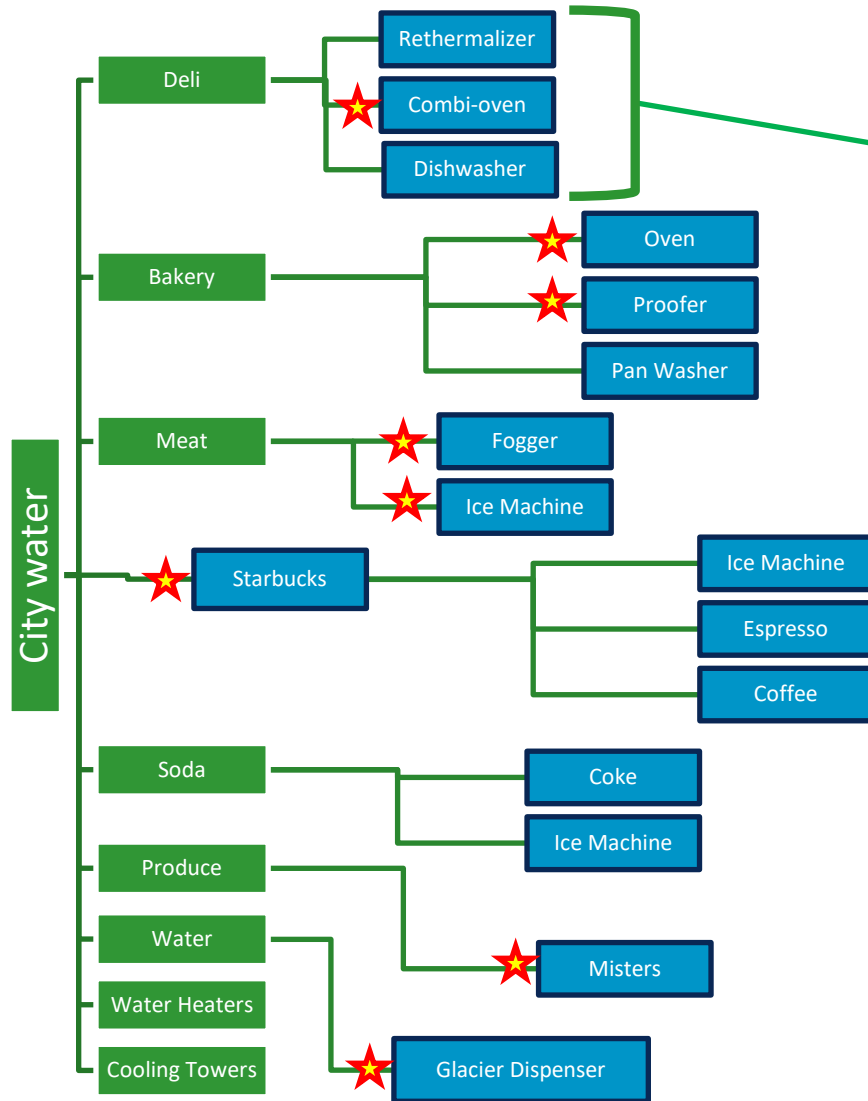 City water
Deli
Rethermalizer
Combi-oven
Dishwasher
Bakery
Oven
Proofer
Pan Washer
Meat
Fogger
Ice Machine
Starbucks
Ice Machine
Espresso
Coffee
Soda
Coke
Ice Machine
Produce
Misters
Water
Glacier Dispenser
Water Heaters
Cooling Towers